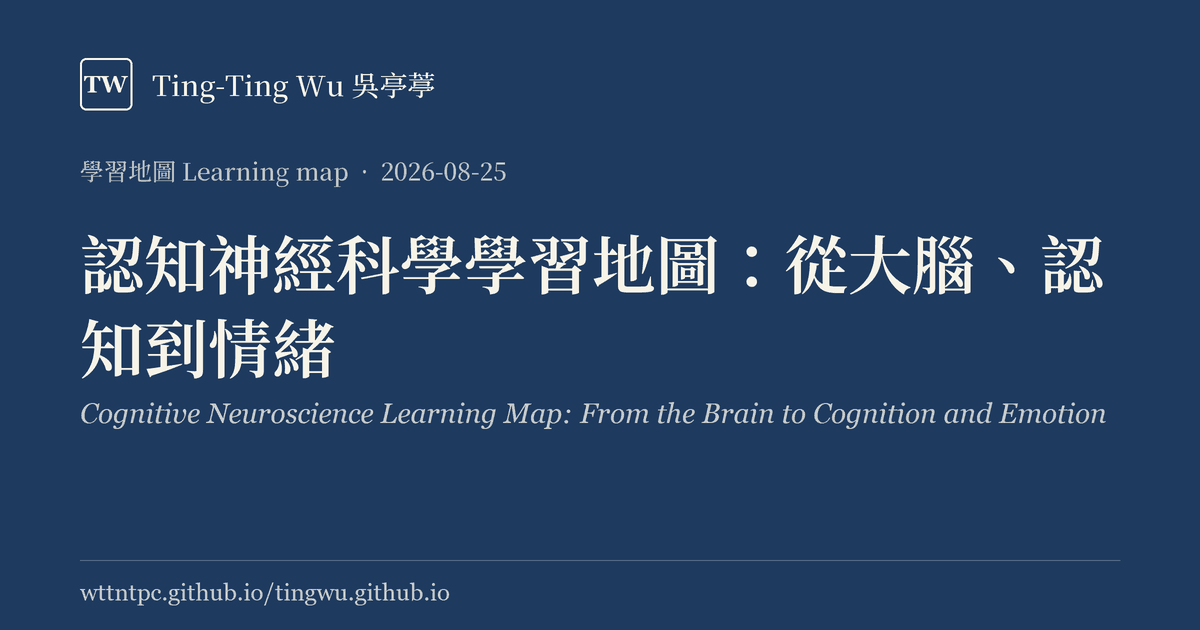 TW
Ting-Ting Wu 吳亭葶
學習地圖 Learning map · 2026-08-25
認知神經科學學習地圖：從大腦、認
知到情緒
Cognitive Neuroscience Learning Map: From the Brain to Cognition and Emotion
wttntpc.github.io/tingwu.github.io